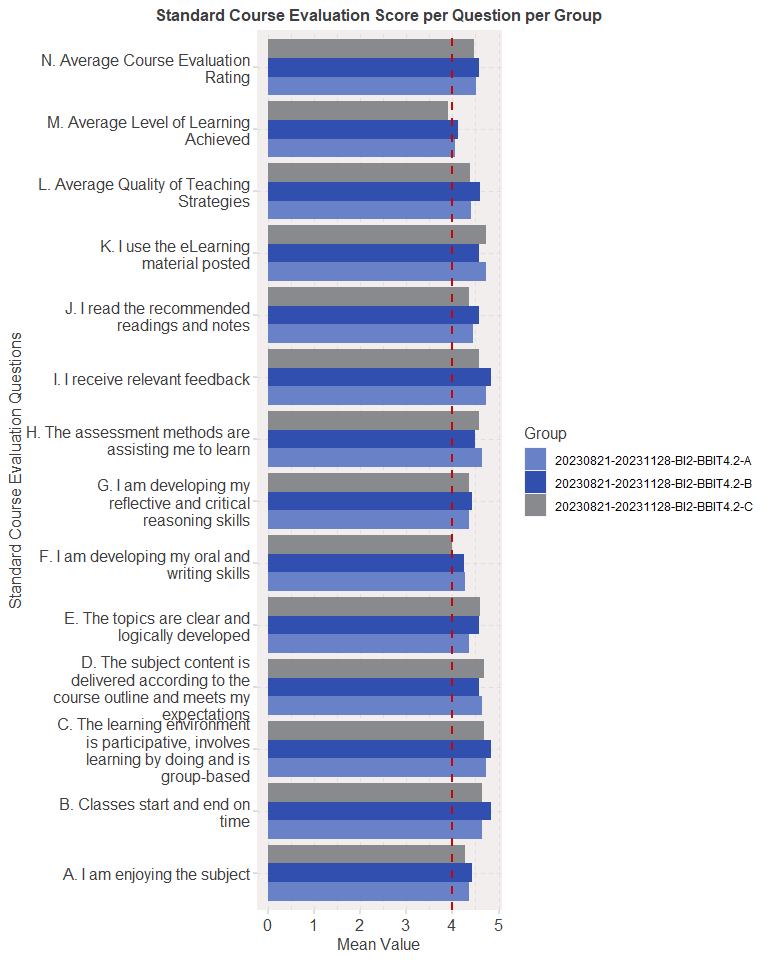 Standard Course Evaluation Score per Question per Group
Standard Course Evaluation Questions
N. Average Course Evaluation
Rating
M. Average Level of Learning
Achieved
L. Average Quality of Teaching
Strategies
K. I use the eLearning
material posted
J. I read the recommended
readings and notes
I. I receive relevant feedback
H. The assessment methods are
assisting me to learn
G. I am developing my
reflective and critical
reasoning skills
F. I am developing my oral and
writing skills
E. The topics are clear and
logically developed
D. The subject content is
delivered according to the
course outline and meets my
expectations
C. The learning environment
is participative, involves
learning by doing and is
group-based
B. Classes start and end on
time
A. I am enjoying the subject
0 1 2 3 4 5
Mean Value
Group
20230821-20231128-BI2-BBIT4.2-A
20230821-20231128-BI2-BBIT4.2-B
20230821-20231128-BI2-BBIT4.2-C